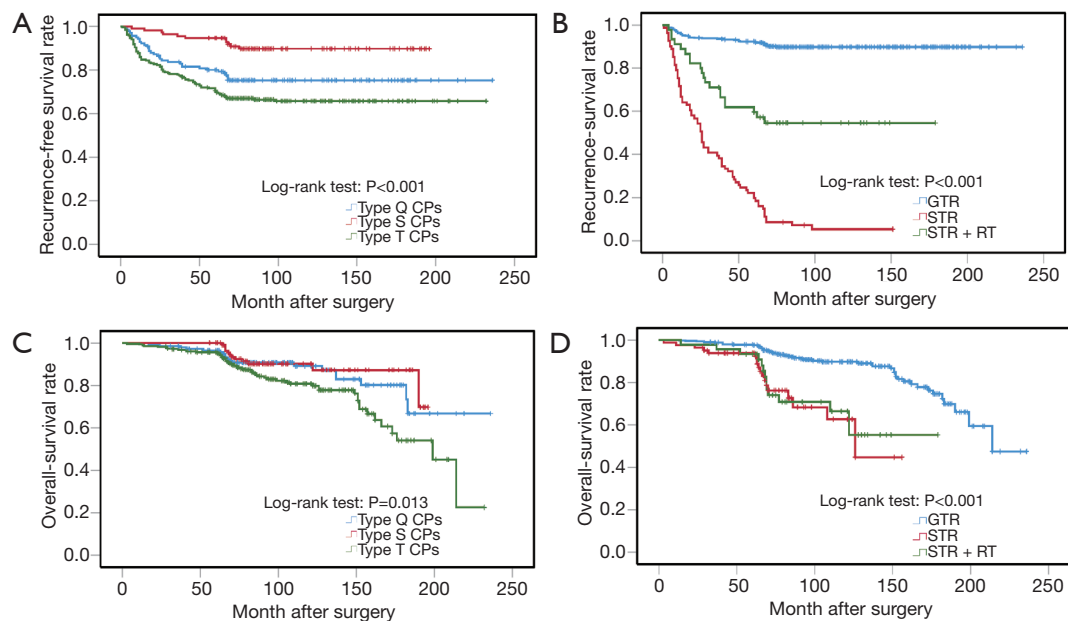 A
Recurrence-free survival rate
1.0
0.8
0.6
0.4
0.2
0.0
Log-rank test: P<0.001
Type Q CPs
Type S CPs
Type T CPs
0 50 100 150 200 250
Month after surgery
B
Recurrence-survival rate
1.0
0.8
0.6
0.4
0.2
0.0
Log-rank test: P<0.001
GTR
STR
STR + RT
0 50 100 150 200 250
Month after surgery
C
Overall-survival rate
1.0
0.8
0.6
0.4
0.2
0.0
Log-rank test: P=0.013
Type Q CPs
Type S CPs
Type T CPs
0 50 100 150 200 250
Month after surgery
D
Overall-survival rate
1.0
0.8
0.6
0.4
0.2
0.0
Log-rank test: P<0.001
GTR
STR
STR + RT
0 50 100 150 200 250
Month after surgery